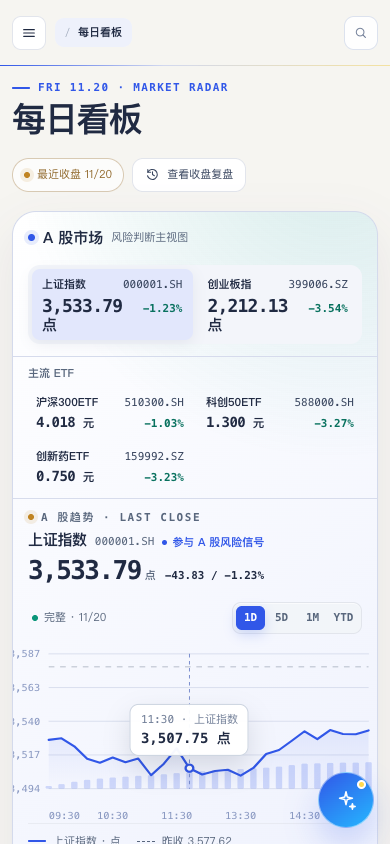 / 每日看板
FRI 11.20 · MARKET RADAR
每日看板
最近收盘 11/20
查看收盘复盘
A 股市场 风险判断主视图
上证指数 000001.SH
3,533.79 点 -1.23%
创业板指 399006.SZ
2,212.13 点 -3.54%
主流 ETF
沪深300ETF 510300.SH
4.018 元 -1.03%
科创50ETF 588000.SH
1.300 元 -3.27%
创新药ETF 159992.SZ
0.750 元 -3.23%
A 股趋势 · LAST CLOSE
上证指数 000001.SH 参与 A 股风险信号
3,533.79 点 -43.83 / -1.23%
完整 · 11/20
1D 5D 1M YTD
,587
,563
,540
,517
,494
11:30 · 上证指数
3,507.75 点
09:30 10:30 11:30 13:30 14:30
上证指数 · 点 昨收 3,577.62